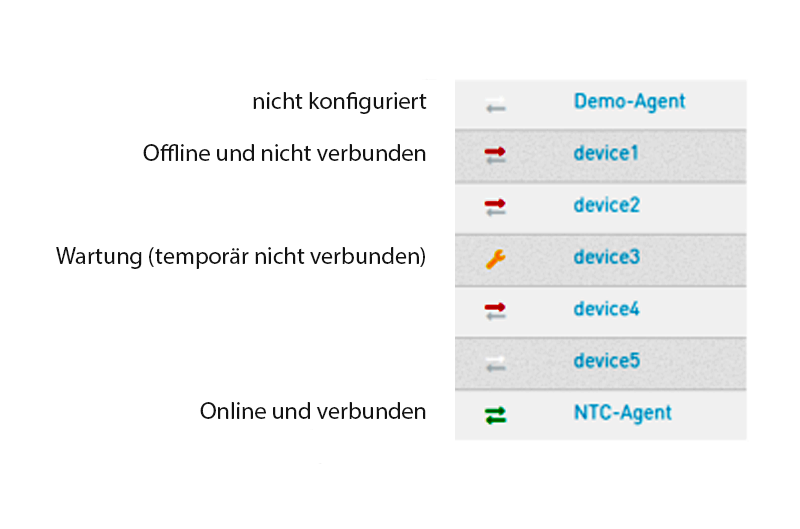 nicht konfiguriert Demo-Agent
Offline und nicht verbunden device1
device2
Wartung (temporär nicht verbunden) device3
device4
device5
Online und verbunden NTC-Agent